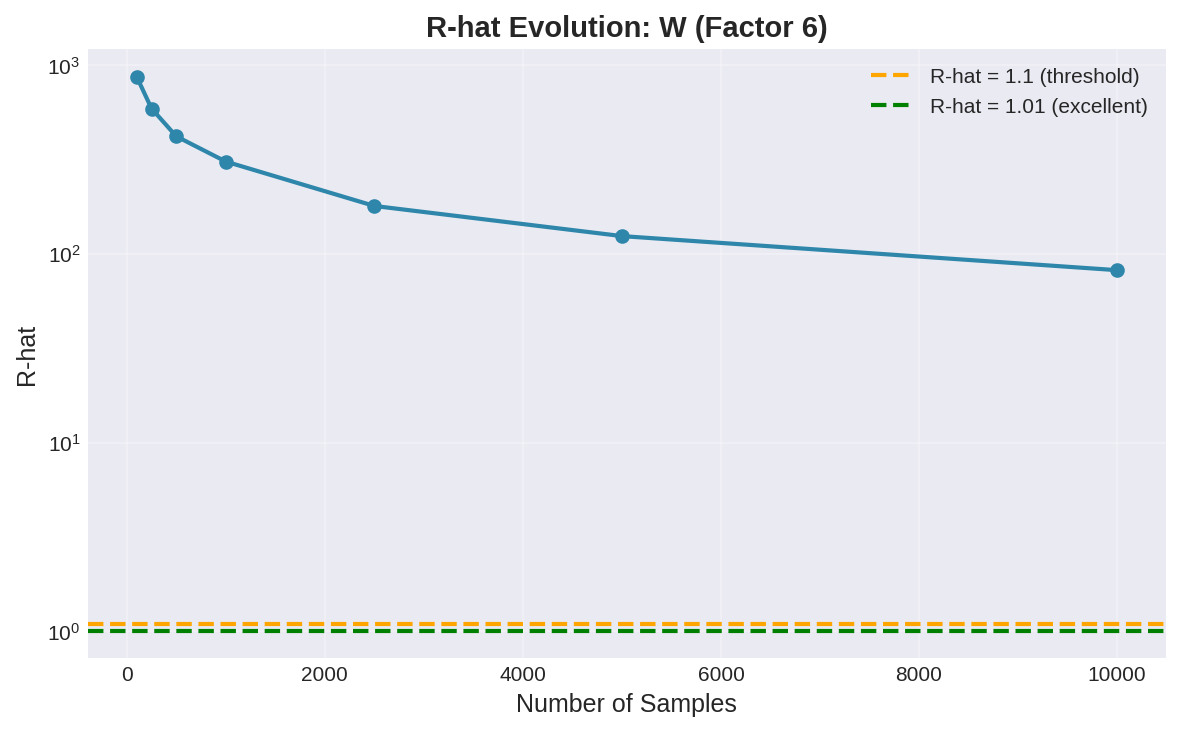 R-hat Evolution: W (Factor 6)
R-hat = 1.1 (threshold)
R-hat = 1.01 (excellent)
10³
10²
10¹
10⁰
R-hat
0 2000 4000 6000 8000 10000
Number of Samples